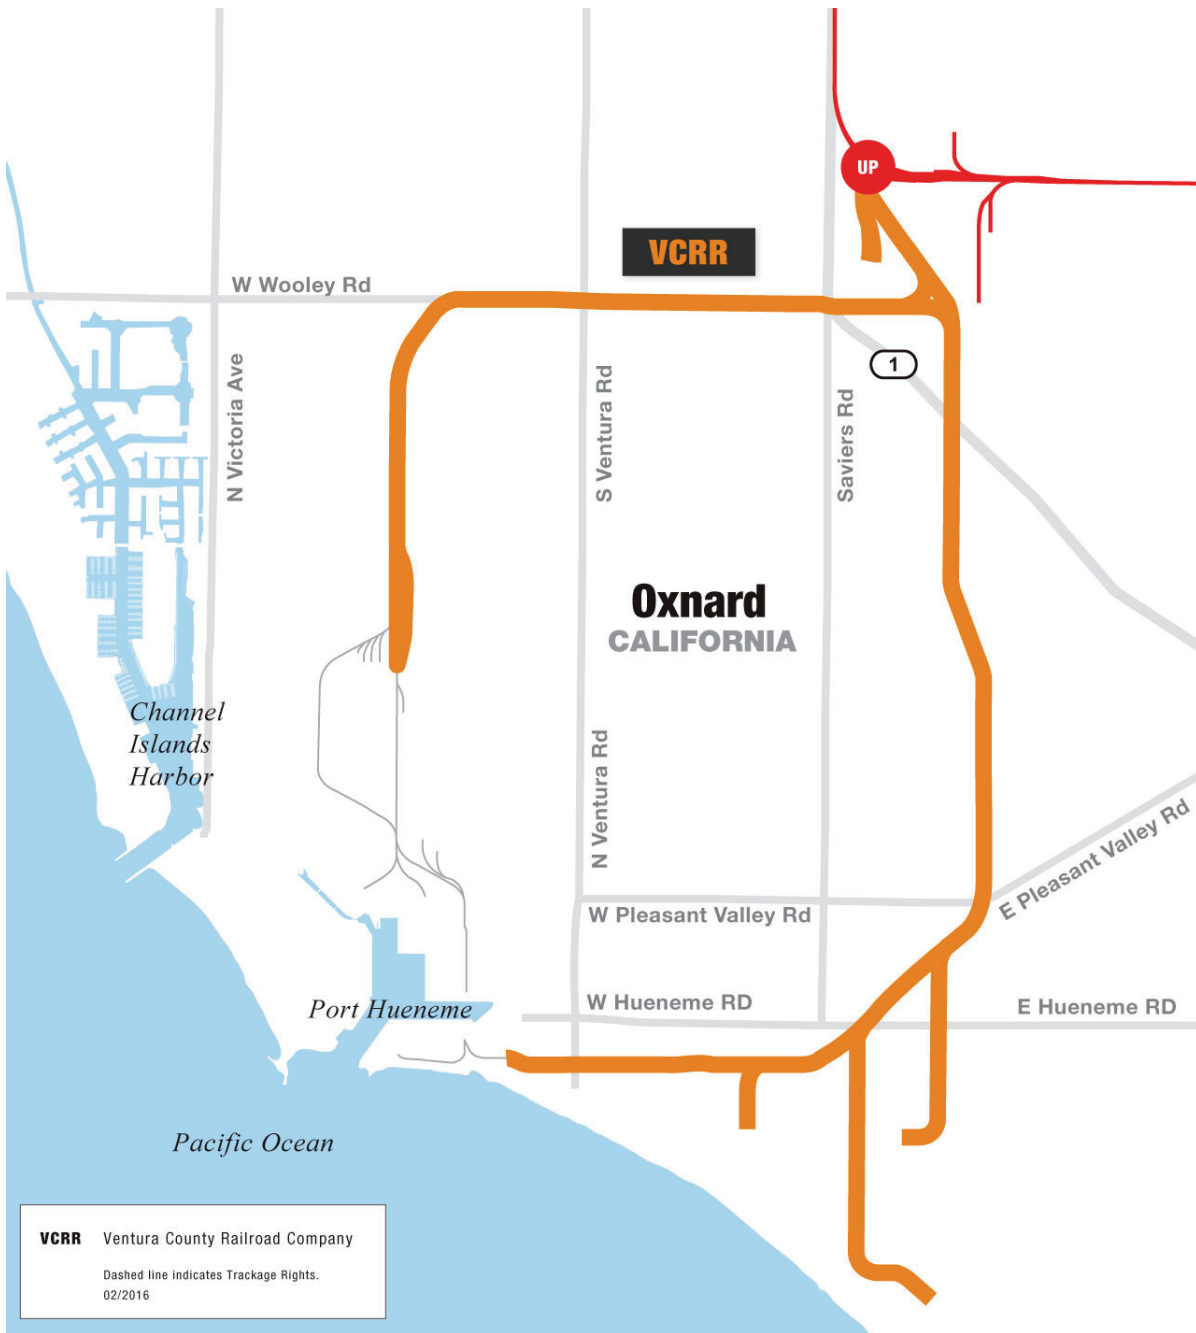 UP
VCRR
W Wooley Rd
1
N Victoria Ave
S Ventura Rd
Saviers Rd
Oxnard
CALIFORNIA
Channel
Islands
Harbor
N Ventura Rd
E Pleasant Valley Rd
W Pleasant Valley Rd
Port Hueneme
W Hueneme RD
E Hueneme RD
Pacific Ocean
VCRR Ventura County Railroad Company
Dashed line indicates Trackage Rights.
02/2016